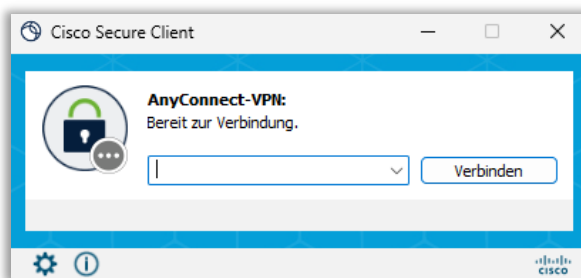 Cisco Secure Client
AnyConnect-VPN:
Bereit zur Verbindung.
Verbinden
cisco